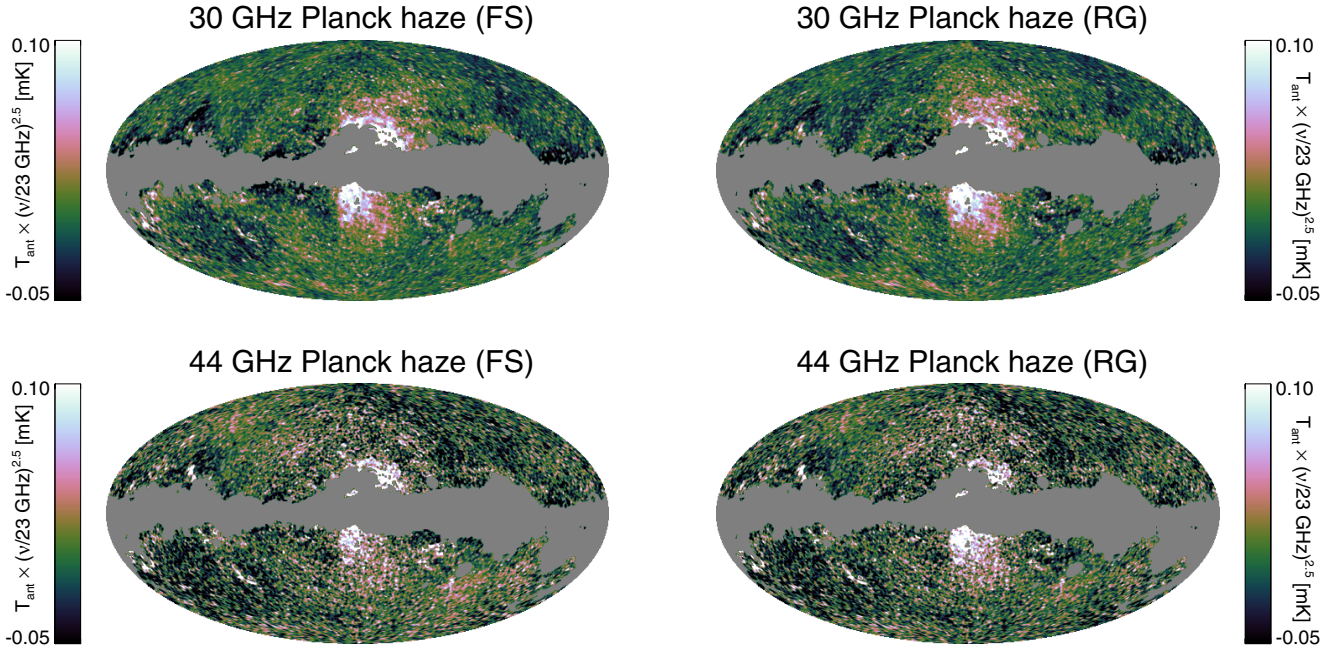 30 GHz Planck haze (FS)
0.10
T_ant × (ν/23 GHz)^2.5 [mK]
-0.05
30 GHz Planck haze (RG)
0.10
T_ant × (ν/23 GHz)^2.5 [mK]
-0.05
44 GHz Planck haze (FS)
0.10
T_ant × (ν/23 GHz)^2.5 [mK]
-0.05
44 GHz Planck haze (RG)
0.10
T_ant × (ν/23 GHz)^2.5 [mK]
-0.05